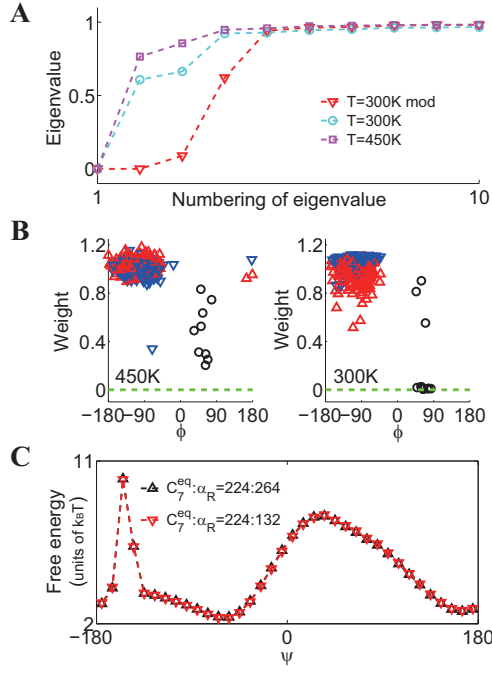 A
Eigenvalue
1
0.5
0
T=300K mod
T=300K
T=450K
1
10
Numbering of eigenvalue
B
Weight
1.2
0.8
0.4
0
450K
−180
−90
0
90
180
ϕ
Weight
1.2
0.8
0.4
0
300K
−180
−90
0
90
180
ϕ
C
Free energy
(units of kBT)
11
2
C7eq:αR=224:264
C7eq:αR=224:132
−180
0
180
ψ